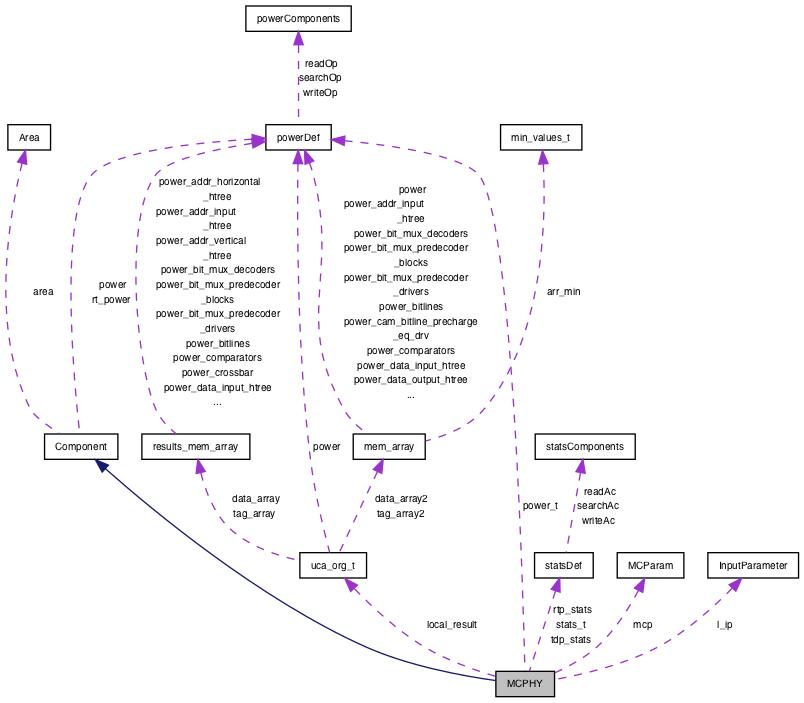 powerComponents
readOp
searchOp
writeOp
Area
powerDef
min_values_t
power_addr_horizontal
_htree
power_addr_input
_htree
power_addr_vertical
_htree
power_bit_mux_decoders
power_bit_mux_predecoder
_blocks
power_bit_mux_predecoder
_drivers
power_bitlines
power_comparators
power_crossbar
power_data_input_htree
...
power
power_addr_input
_htree
power_bit_mux_decoders
power_bit_mux_predecoder
_blocks
power_bit_mux_predecoder
_drivers
power_bitlines
power_cam_bitline_precharge
_eq_drv
power_comparators
power_data_input_htree
power_data_output_htree
...
area
power
rt_power
arr_min
Component
results_mem_array
power
mem_array
statsComponents
data_array
tag_array
data_array2
tag_array2
power_t
readAc
searchAc
writeAc
uca_org_t
statsDef
MCParam
InputParameter
local_result
rtp_stats
stats_t
tdp_stats
mcp
l_ip
MCPHY